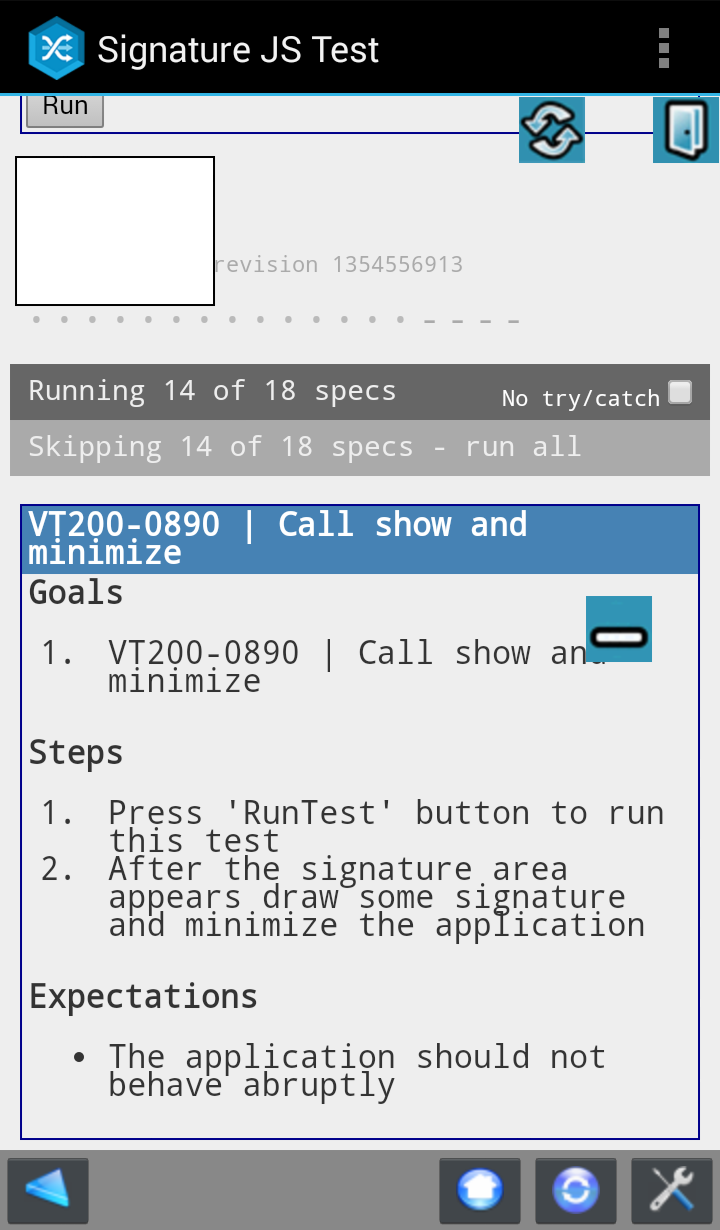 Signature JS Test
Run
revision 1354556913
Running 14 of 18 specs
No try/catch
Skipping 14 of 18 specs - run all
VT200-0890 | Call show and
minimize
Goals
1. VT200-0890 | Call show and
minimize
Steps
1. Press 'RunTest' button to run
this test
2. After the signature area
appears draw some signature
and minimize the application
Expectations
• The application should not
behave abruptly